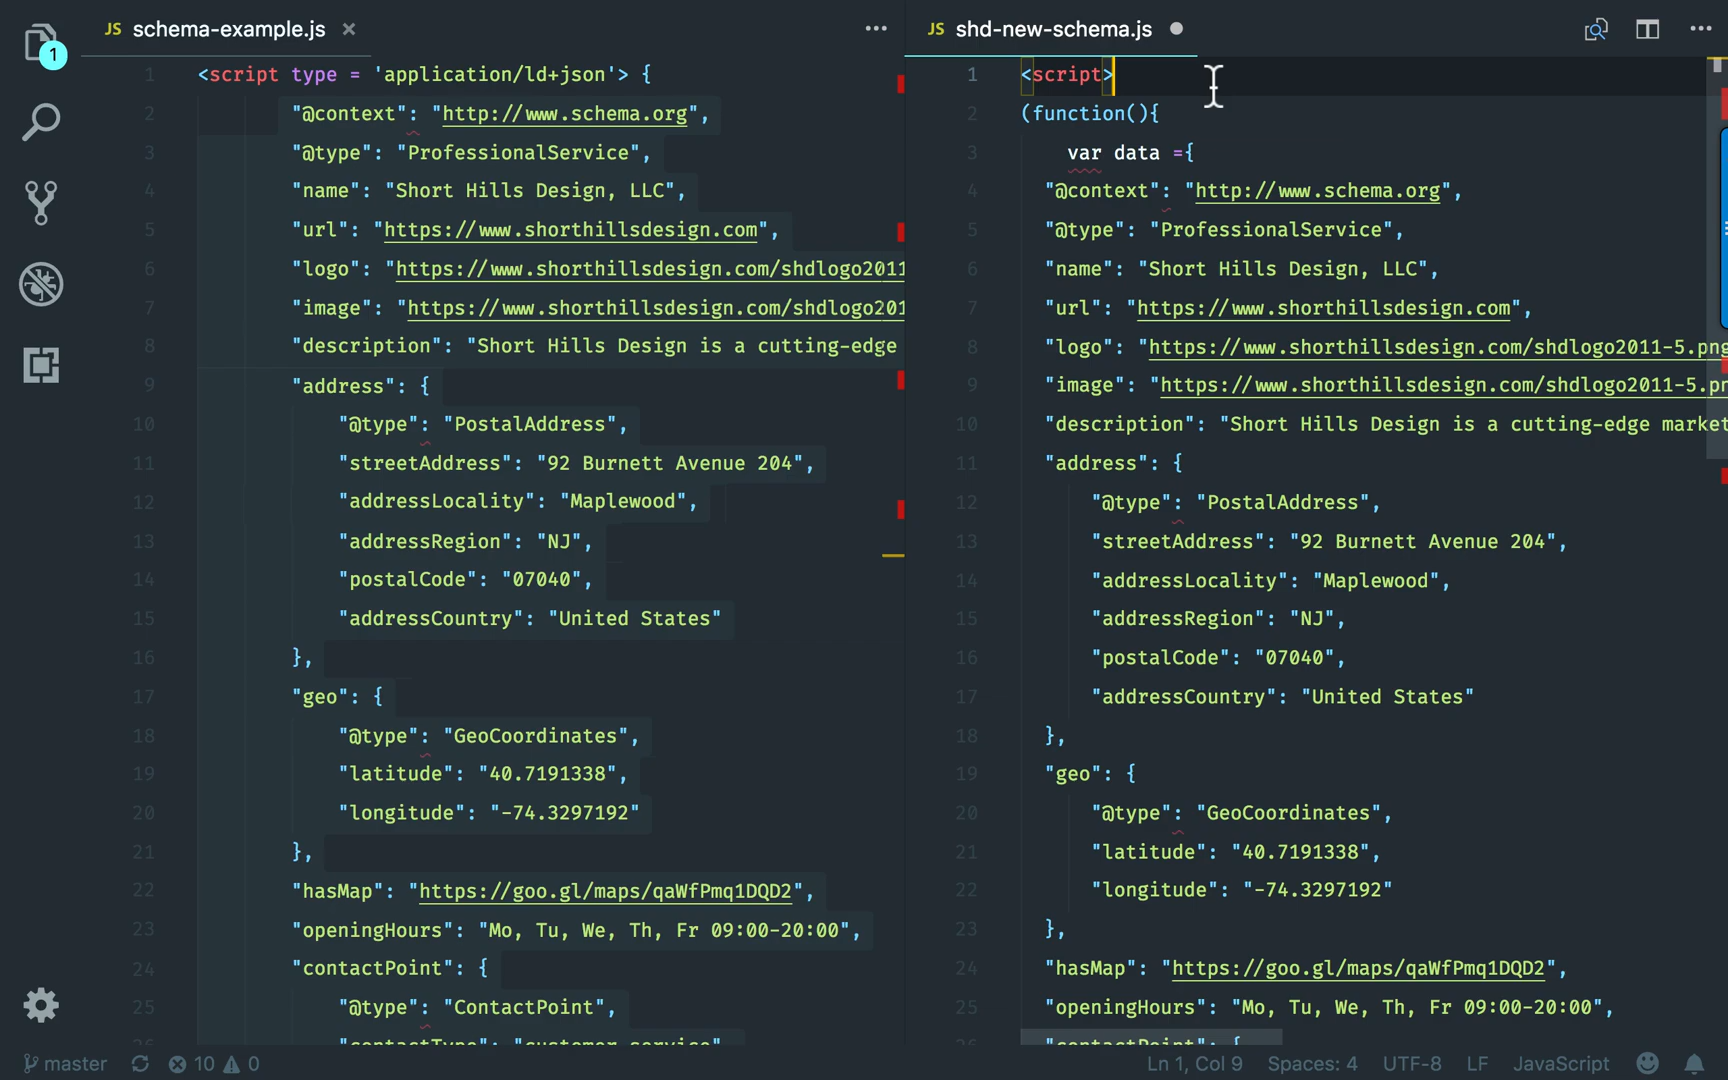 1
JS schema-example.js ×
JS shd-new-schema.js
1 <script type = 'application/ld+json'> {
2 "@context": "http://www.schema.org",
3 "@type": "ProfessionalService",
4 "name": "Short Hills Design, LLC",
5 "url": "https://www.shorthillsdesign.com",
6 "logo": "https://www.shorthillsdesign.com/shdlogo2011
7 "image": "https://www.shorthillsdesign.com/shdlogo201
8 "description": "Short Hills Design is a cutting-edge
9 "address": {
10 "@type": "PostalAddress",
11 "streetAddress": "92 Burnett Avenue 204",
12 "addressLocality": "Maplewood",
13 "addressRegion": "NJ",
14 "postalCode": "07040",
15 "addressCountry": "United States"
16 },
17 "geo": {
18 "@type": "GeoCoordinates",
19 "latitude": "40.7191338",
20 "longitude": "-74.3297192"
21 },
22 "hasMap": "https://goo.gl/maps/qaWfPmq1DQD2",
23 "openingHours": "Mo, Tu, We, Th, Fr 09:00-20:00",
24 "contactPoint": {
25 "@type": "ContactPoint",
"contactType": "customer service"
1 <script>
2 (function(){
3 var data ={
4 "@context": "http://www.schema.org",
5 "@type": "ProfessionalService",
6 "name": "Short Hills Design, LLC",
7 "url": "https://www.shorthillsdesign.com",
8 "logo": "https://www.shorthillsdesign.com/shdlogo2011-5.png
9 "image": "https://www.shorthillsdesign.com/shdlogo2011-5.pn
10 "description": "Short Hills Design is a cutting-edge market
11 "address": {
12 "@type": "PostalAddress",
13 "streetAddress": "92 Burnett Avenue 204",
14 "addressLocality": "Maplewood",
15 "addressRegion": "NJ",
16 "postalCode": "07040",
17 "addressCountry": "United States"
18 },
19 "geo": {
20 "@type": "GeoCoordinates",
21 "latitude": "40.7191338",
22 "longitude": "-74.3297192"
23 },
24 "hasMap": "https://goo.gl/maps/qaWfPmq1DQD2",
25 "openingHours": "Mo, Tu, We, Th, Fr 09:00-20:00",
"contactPoint": {
master 10 0 Ln 1, Col 9 Spaces: 4 UTF-8 LF JavaScript